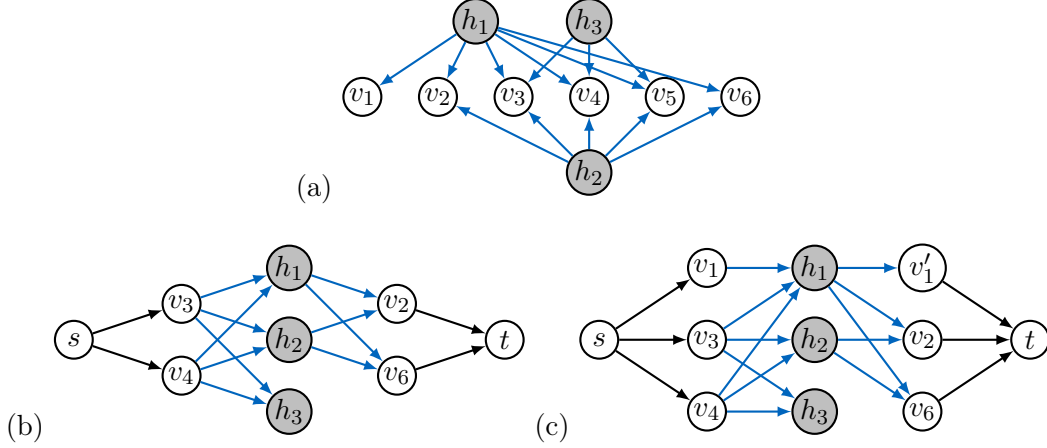 h₁ h₃
v₁ v₂ v₃ v₄ v₅ v₆
h₂
(a)
h₁
v₃ v₂
s h₂ t
v₄ v₆
h₃
(b)
v₁ h₁ v₁′
s v₃ h₂ v₂ t
v₄ h₃ v₆
(c)